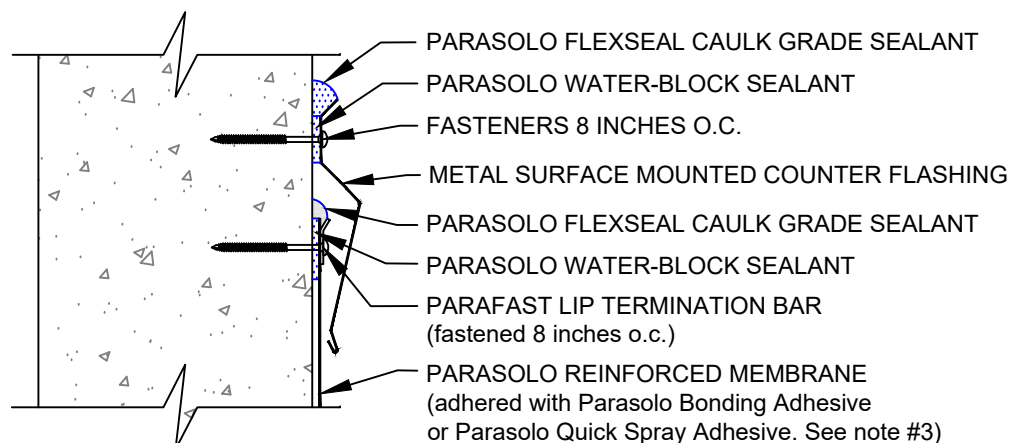 PARASOLO FLEXSEAL CAULK GRADE SEALANT
PARASOLO WATER-BLOCK SEALANT
FASTENERS 8 INCHES O.C.
METAL SURFACE MOUNTED COUNTER FLASHING
PARASOLO FLEXSEAL CAULK GRADE SEALANT
PARASOLO WATER-BLOCK SEALANT
PARAFAST LIP TERMINATION BAR
(fastened 8 inches o.c.)
PARASOLO REINFORCED MEMBRANE
(adhered with Parasolo Bonding Adhesive
or Parasolo Quick Spray Adhesive. See note #3)